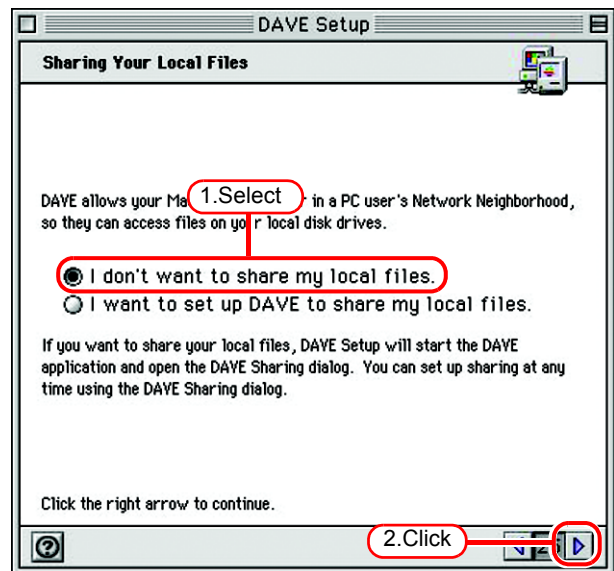 DAVE Setup
Sharing Your Local Files
DAVE allows your Ma 1.Select r in a PC user's Network Neighborhood,
so they can access files on your local disk drives.
I don't want to share my local files.
I want to set up DAVE to share my local files.
If you want to share your local files, DAVE Setup will start the DAVE
application and open the DAVE Sharing dialog. You can set up sharing at any
time using the DAVE Sharing dialog.
Click the right arrow to continue.
2.Click